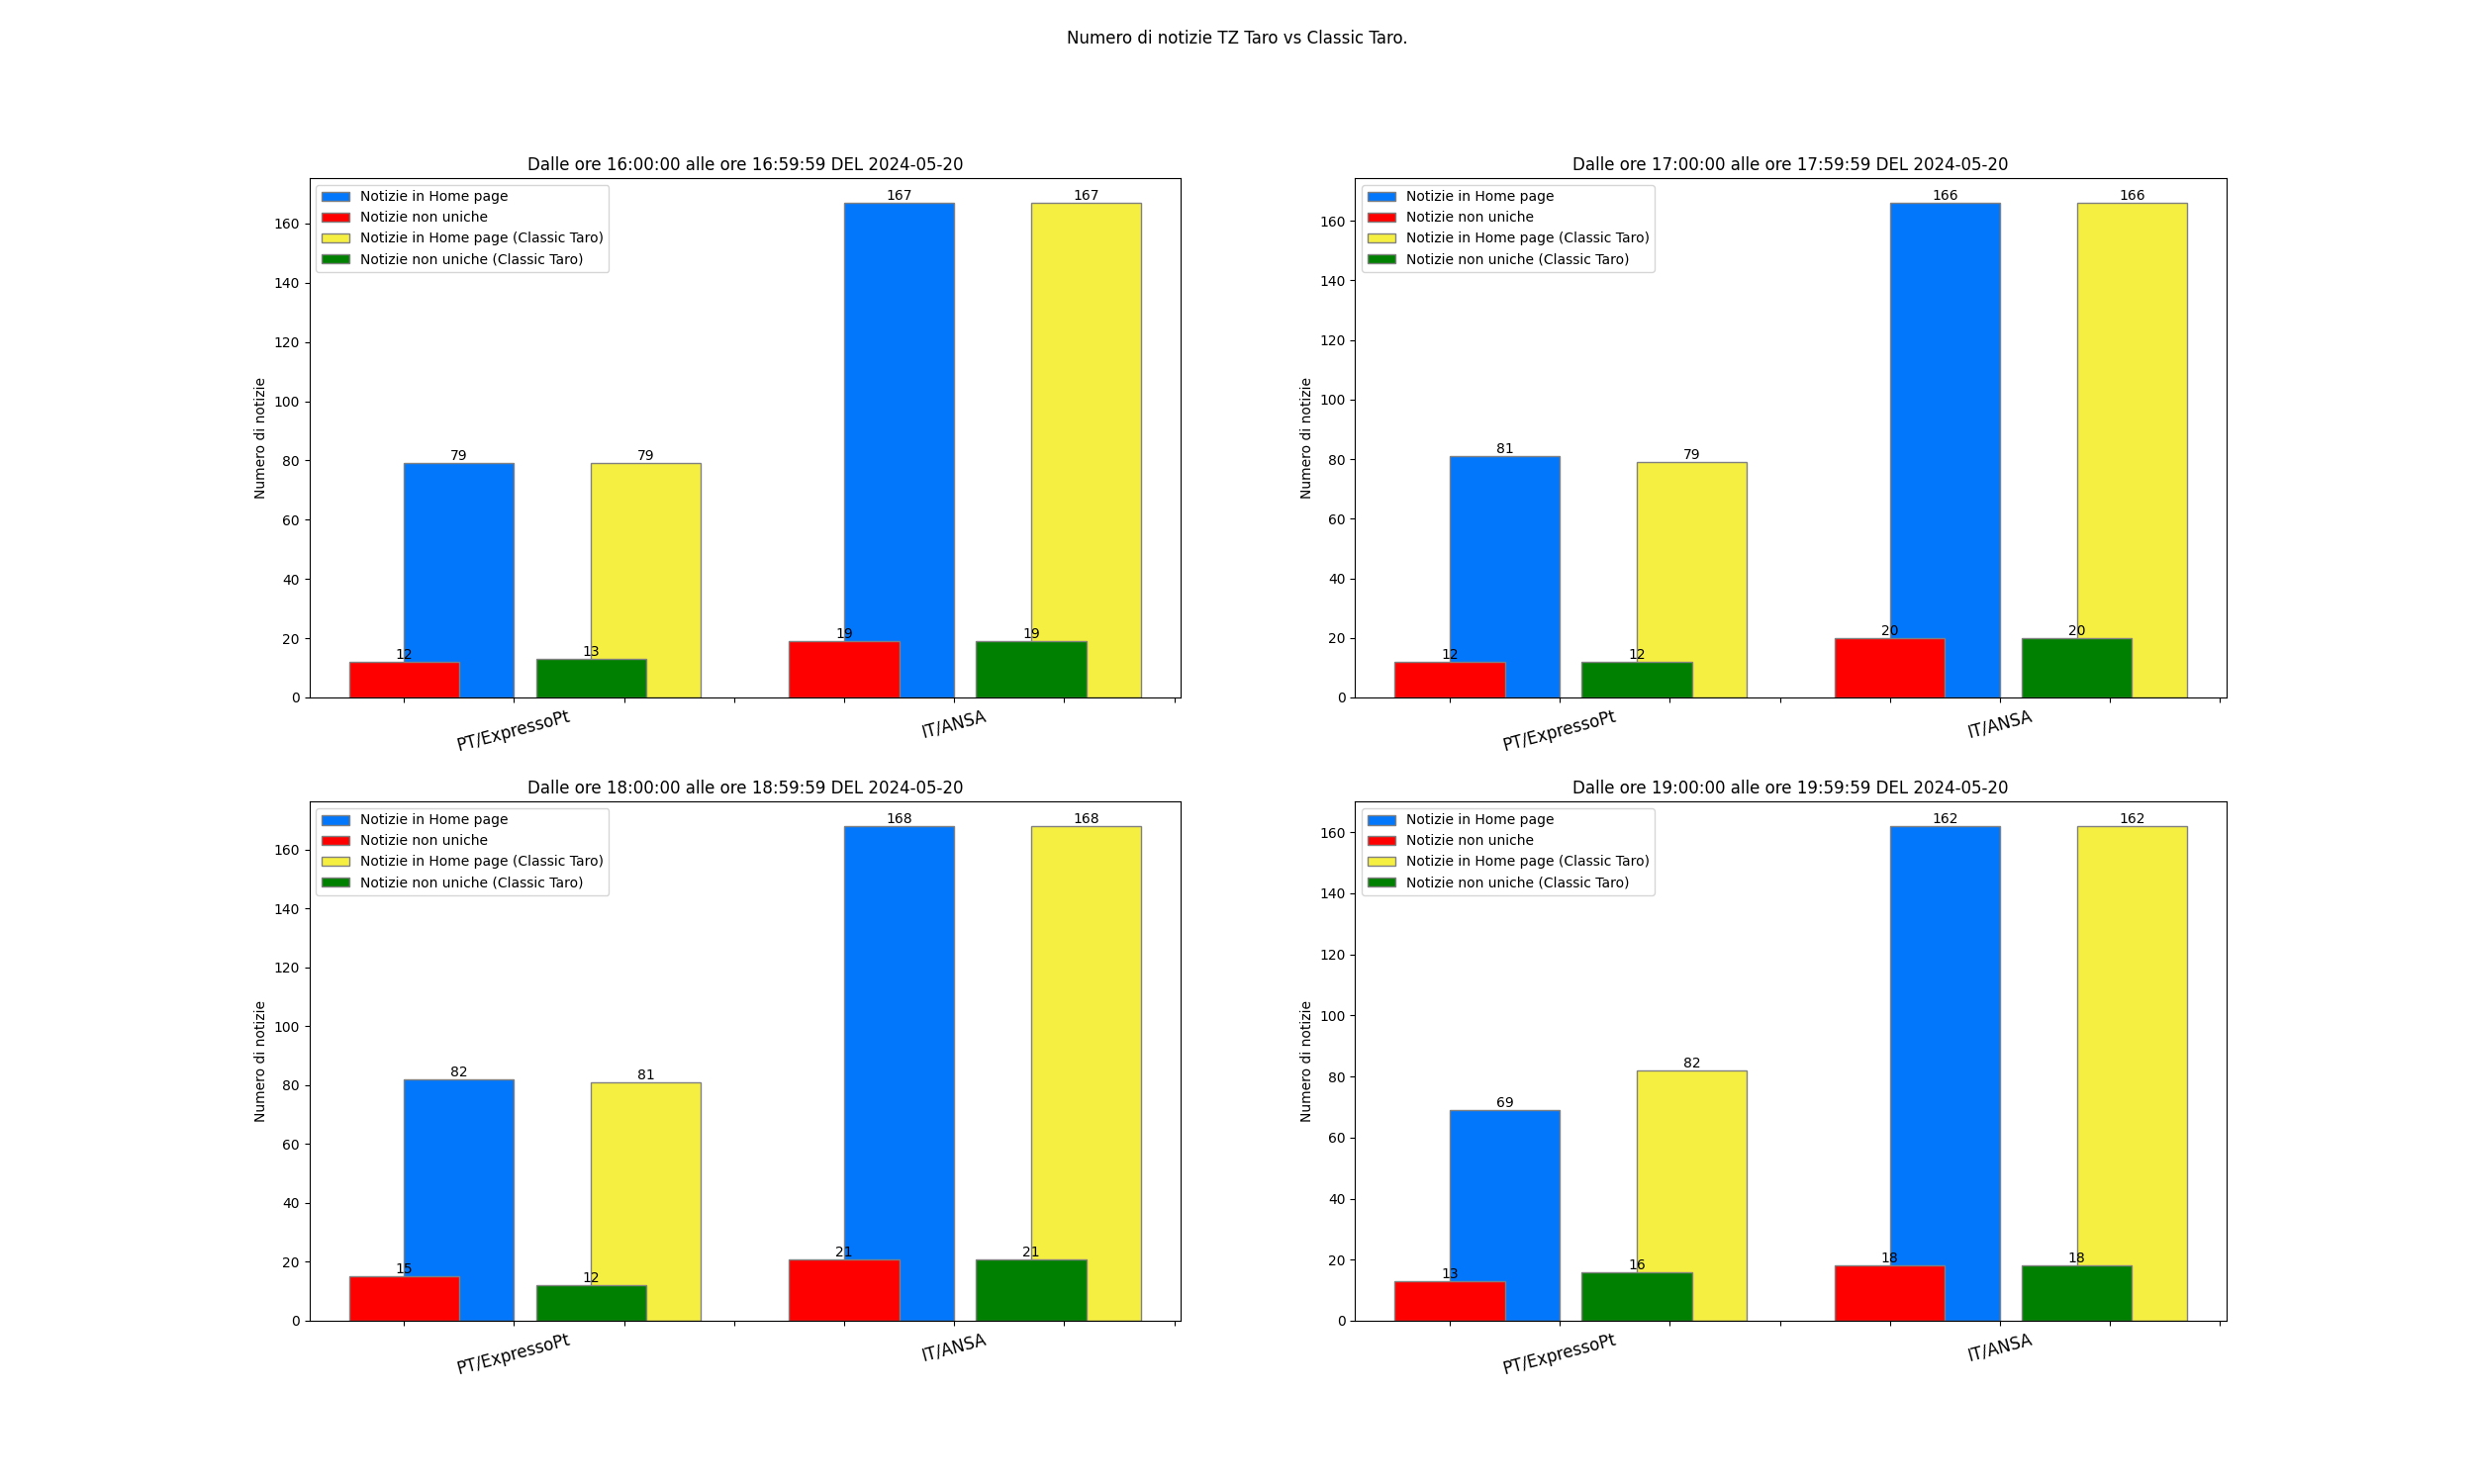 Numero di notizie TZ Taro vs Classic Taro.
Dalle ore 16:00:00 alle ore 16:59:59 DEL 2024-05-20
Notizie in Home page
Notizie non uniche
Notizie in Home page (Classic Taro)
Notizie non uniche (Classic Taro)
Numero di notizie
160
140
120
100
80
60
40
20
0
12
79
13
79
19
167
19
167
PT/ExpressoPt
IT/ANSA
Dalle ore 17:00:00 alle ore 17:59:59 DEL 2024-05-20
Notizie in Home page
Notizie non uniche
Notizie in Home page (Classic Taro)
Notizie non uniche (Classic Taro)
Numero di notizie
160
140
120
100
80
60
40
20
0
12
81
12
79
20
166
20
166
PT/ExpressoPt
IT/ANSA
Dalle ore 18:00:00 alle ore 18:59:59 DEL 2024-05-20
Notizie in Home page
Notizie non uniche
Notizie in Home page (Classic Taro)
Notizie non uniche (Classic Taro)
Numero di notizie
160
140
120
100
80
60
40
20
0
15
82
12
81
21
168
21
168
PT/ExpressoPt
IT/ANSA
Dalle ore 19:00:00 alle ore 19:59:59 DEL 2024-05-20
Notizie in Home page
Notizie non uniche
Notizie in Home page (Classic Taro)
Notizie non uniche (Classic Taro)
Numero di notizie
160
140
120
100
80
60
40
20
0
13
69
16
82
18
162
18
162
PT/ExpressoPt
IT/ANSA